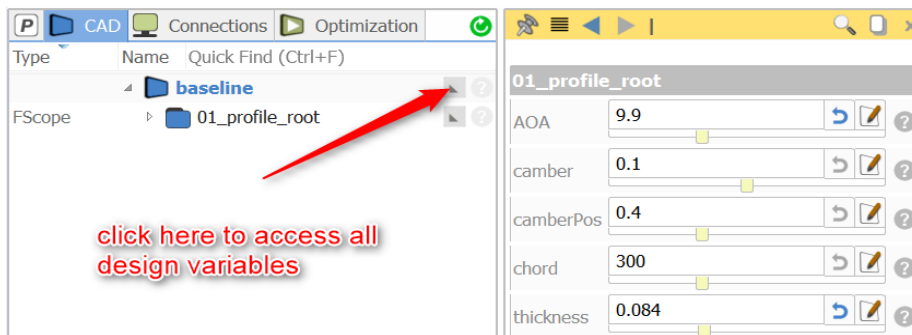 P CAD Connections Optimization
Type Name Quick Find (Ctrl+F)
baseline ?
FScope 01_profile_root ?
click here to access all
design variables
01_profile_root
AOA 9.9 ?
camber 0.1 ?
camberPos 0.4 ?
chord 300 ?
thickness 0.084 ?